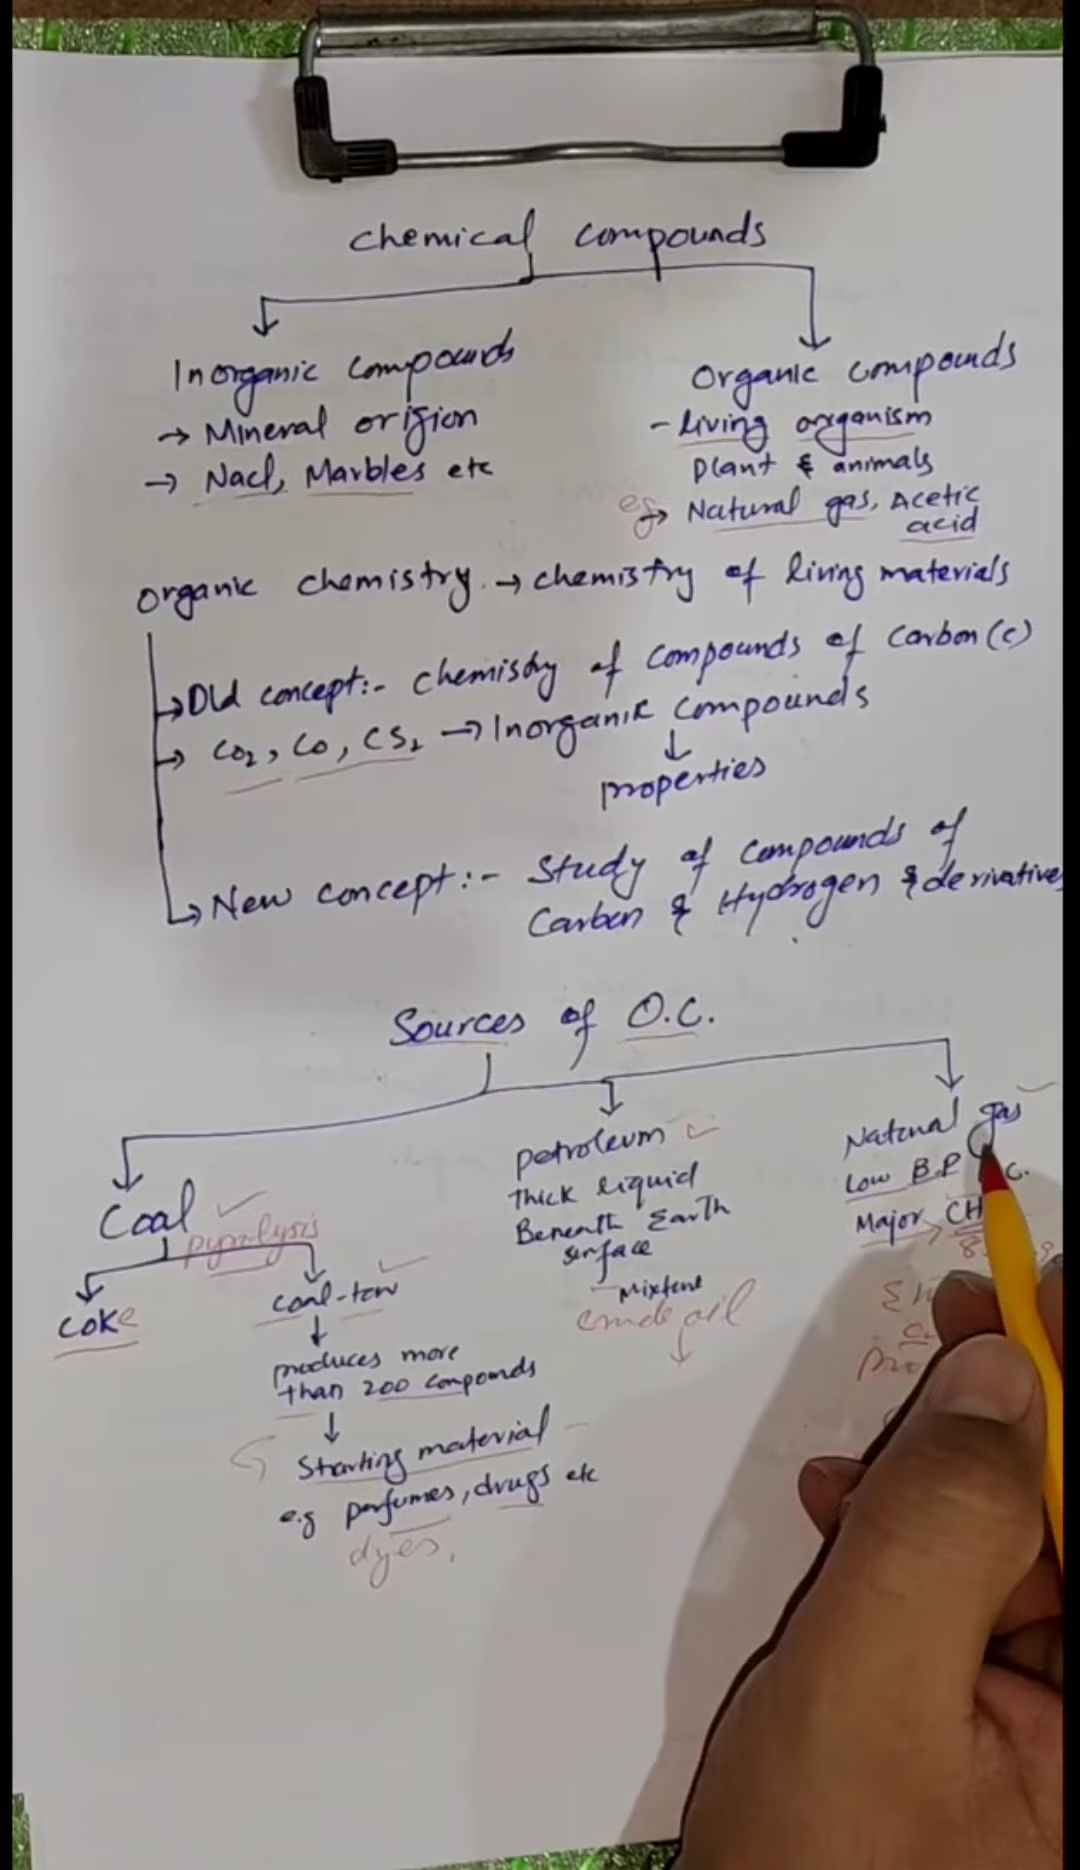 Chemical compounds
Inorganic compounds
→ Mineral origion
→ Nacl, Marbles etc
Organic compounds
- living organism
plant & animals
eg → Natural gas, Acetic
acid
organic chemistry. → chemistry of living materials
→ Old concept:- chemistry of compounds of carbon (c)
→ CO2, CO, CS2 → Inorganic compounds
↓
properties
→ New concept:- Study of compounds of
Carbon & Hydrogen & derivative
Sources of O.C.
Coal
pyrolysis
coke
coal-tar
↓
produces more
than 200 compounds
↓
Starting material
e.g perfumes, drugs etc
dyes,
petroleum
thick liquid
Beneath Earth
surface
- Mixture
crude oil
↓
Natural gas
Low B.P C.
Major → CH